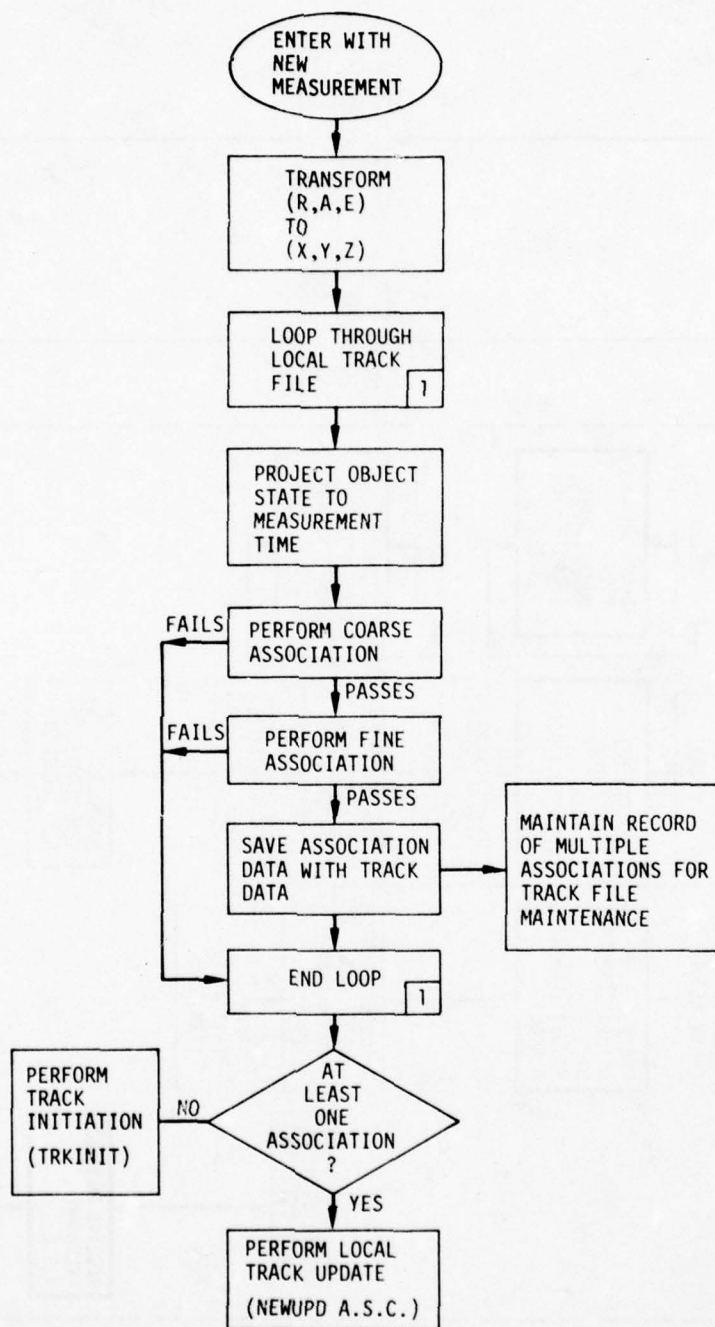 ENTER WITH
NEW
MEASUREMENT
TRANSFORM
(R,A,E)
TO
(X,Y,Z)
LOOP THROUGH
LOCAL TRACK
FILE
1
PROJECT OBJECT
STATE TO
MEASUREMENT
TIME
FAILS
PERFORM COARSE
ASSOCIATION
PASSES
FAILS
PERFORM FINE
ASSOCIATION
PASSES
SAVE ASSOCIATION
DATA WITH TRACK
DATA
MAINTAIN RECORD
OF MULTIPLE
ASSOCIATIONS FOR
TRACK FILE
MAINTENANCE
END LOOP
1
AT
LEAST
ONE
ASSOCIATION
?
NO
PERFORM
TRACK
INITIATION
(TRKINIT)
YES
PERFORM LOCAL
TRACK UPDATE
(NEWUPD A.S.C.)